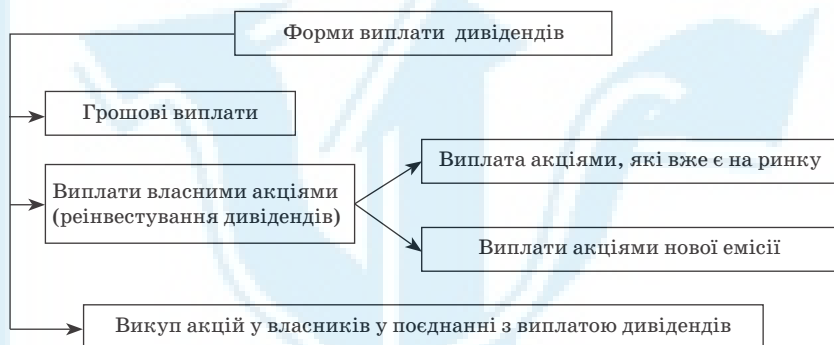 Форми виплати дивідендів
Грошові виплати
Виплата акціями, які вже є на ринку
Виплати власними акціями
(реінвестування дивідендів)
Виплати акціями нової емісії
Викуп акцій у власників у поєднанні з виплатою дивідендів